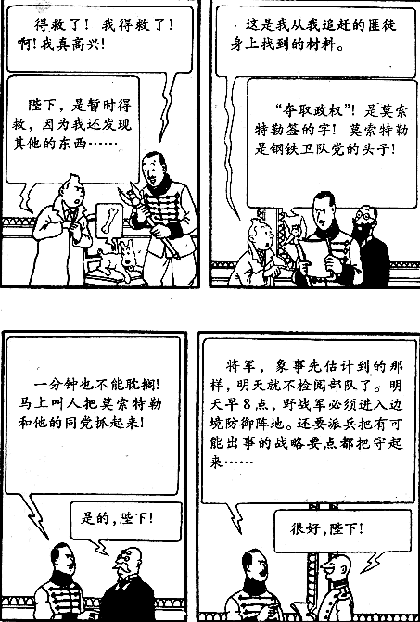 得救了！我得救了！
啊！我真高兴！
陛下，是暂时得
救，因为我还发现
其他的东西……
这是我从我追赶的匪徒
身上找到的材料。
“夺取政权”！是莫索
特勒签的字！莫索特勒
是钢铁卫队党的头子！
一分钟也不能耽搁！
马上叫人把莫索特勒
和他的同党抓起来！
是的，陛下！
将军，象事先估计到的那
样，明天就不检阅部队了。明
天早8点，野战军必须进入边
境防御阵地。还要派兵把有可
能出事的战略要点都把守起
来……
很好，陛下！